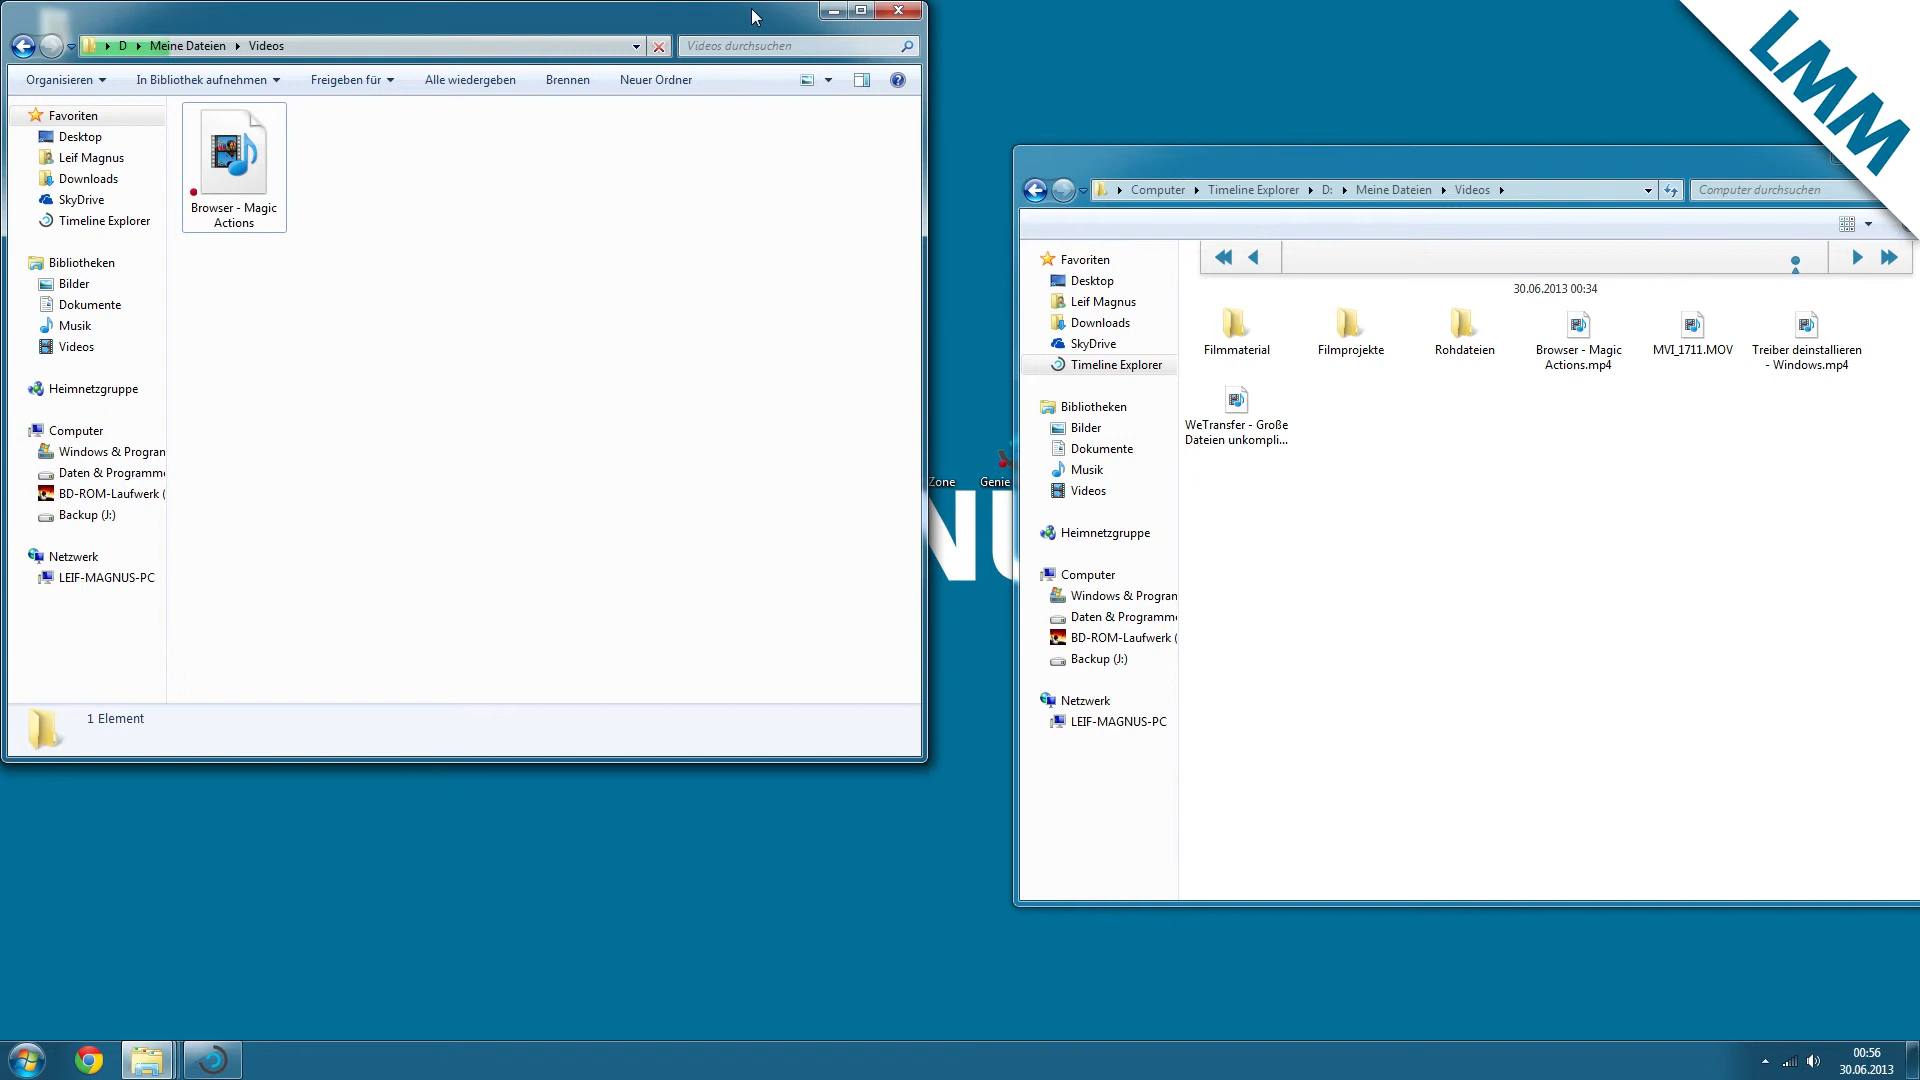 D Meine Dateien Videos
Videos durchsuchen
Organisieren In Bibliothek aufnehmen Freigeben für Alle wiedergeben Brennen Neuer Ordner
Favoriten
Desktop
Leif Magnus
Downloads
SkyDrive
Timeline Explorer
Bibliotheken
Bilder
Dokumente
Musik
Videos
Heimnetzgruppe
Computer
Windows & Program
Daten & Programme
BD-ROM-Laufwerk (
Backup (J:)
Netzwerk
LEIF-MAGNUS-PC
Browser - Magic
Actions
1 Element
Zone
Genie
NU
LMM
Computer Timeline Explorer D: Meine Dateien Videos
Computer durchsuchen
Favoriten
Desktop
Leif Magnus
Downloads
SkyDrive
Timeline Explorer
Bibliotheken
Bilder
Dokumente
Musik
Videos
Heimnetzgruppe
Computer
Windows & Program
Daten & Programme
BD-ROM-Laufwerk (
Backup (J:)
Netzwerk
LEIF-MAGNUS-PC
30.06.2013 00:34
Filmmaterial
Filmprojekte
Rohdateien
Browser - Magic
Actions.mp4
MVI_1711.MOV
Treiber deinstallieren
- Windows.mp4
WeTransfer - Große
Dateien unkompli...
00:56
30.06.2013